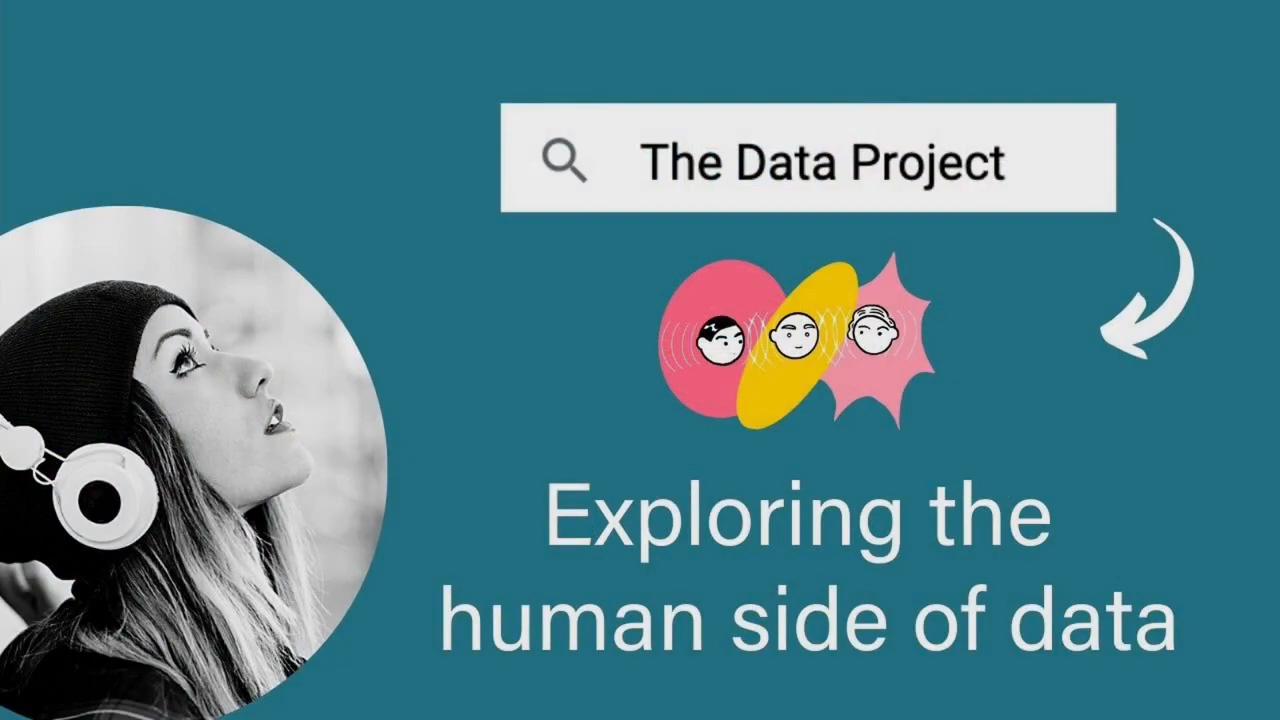 The Data Project
Exploring the
human side of data